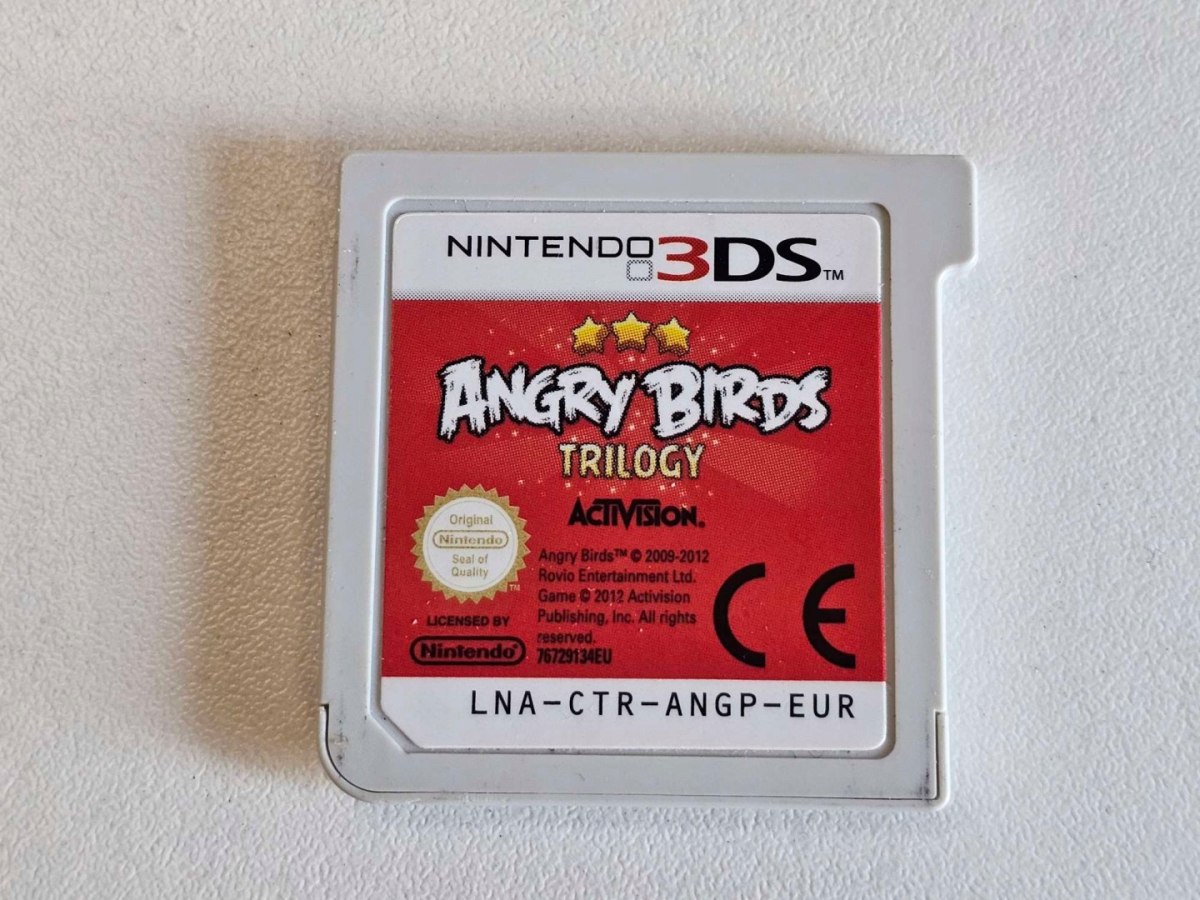 NINTENDO 3DS™
ANGRY BIRDS
TRILOGY
ACTIVISION®
Original
Nintendo
Seal of
Quality
TM
LICENSED BY
Nintendo®
Angry Birds™ © 2009-2012
Rovio Entertainment Ltd.
Game © 2012 Activision
Publishing, Inc. All rights
reserved.
76729134EU
CE
LNA-CTR-ANGP-EUR